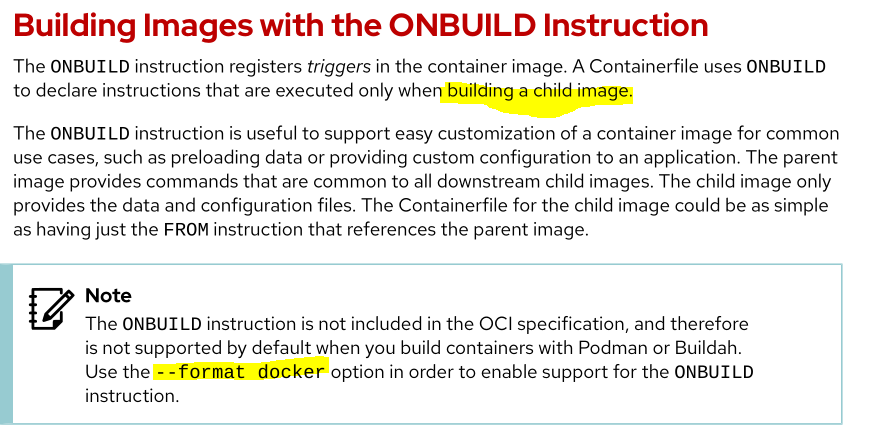 Building Images with the ONBUILD Instruction
The ONBUILD instruction registers triggers in the container image. A Containerfile uses ONBUILD
to declare instructions that are executed only when building a child image.
The ONBUILD instruction is useful to support easy customization of a container image for common
use cases, such as preloading data or providing custom configuration to an application. The parent
image provides commands that are common to all downstream child images. The child image only
provides the data and configuration files. The Containerfile for the child image could be as simple
as having just the FROM instruction that references the parent image.
Note
The ONBUILD instruction is not included in the OCI specification, and therefore
is not supported by default when you build containers with Podman or Buildah.
Use the --format docker option in order to enable support for the ONBUILD
instruction.